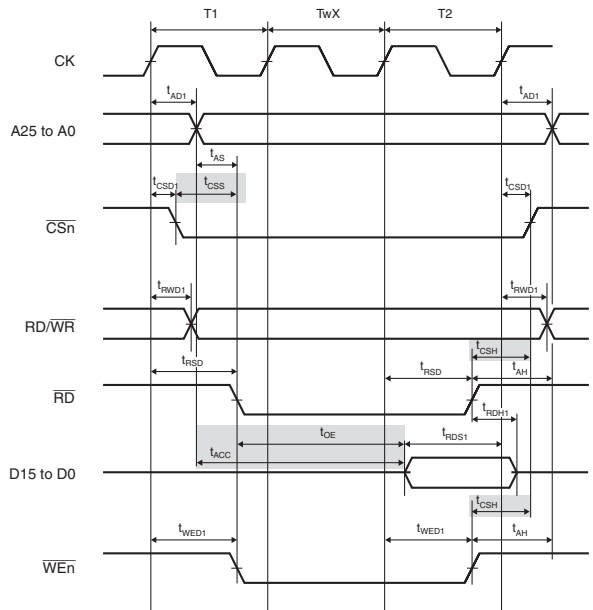 T1 TwX T2
CK
tAD1 tAD1
A25 to A0
tAS
tCSD1 tCSS tCSD1
CSn
tRWD1 tRWD1
RD/WR
tCSH
tRSD tRSD tAH
RD
tRDH1
tOE tRDS1
tACC
D15 to D0
tCSH
tWED1 tWED1 tAH
WEn